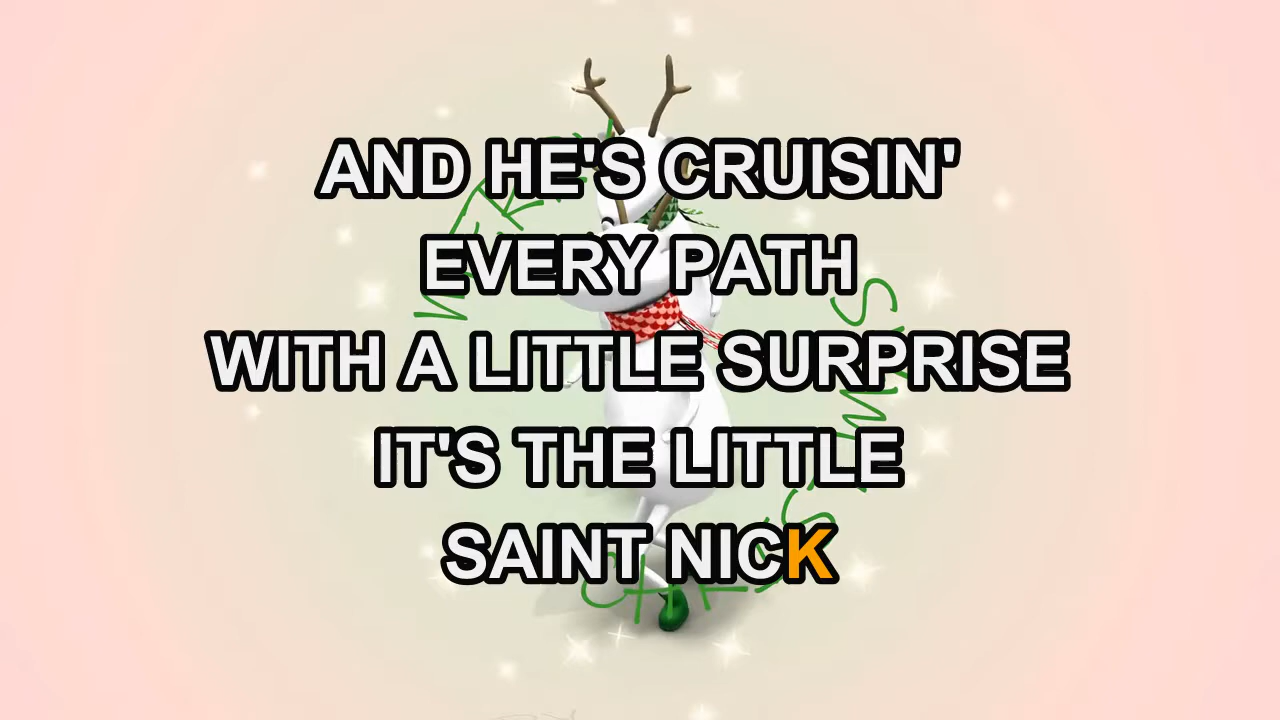 AND HE'S CRUISIN'
EVERY PATH
WITH A LITTLE SURPRISE
IT'S THE LITTLE
SAINT NICK